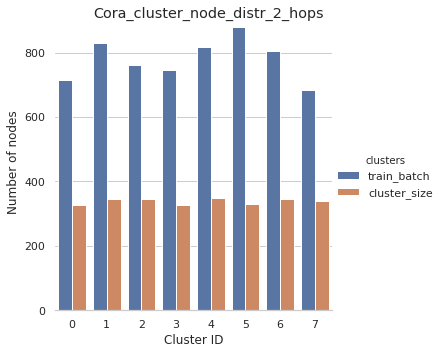 Cora_cluster_node_distr_2_hops
Number of nodes
800
600
400
200
0
0 1 2 3 4 5 6 7
Cluster ID
clusters
train_batch
cluster_size